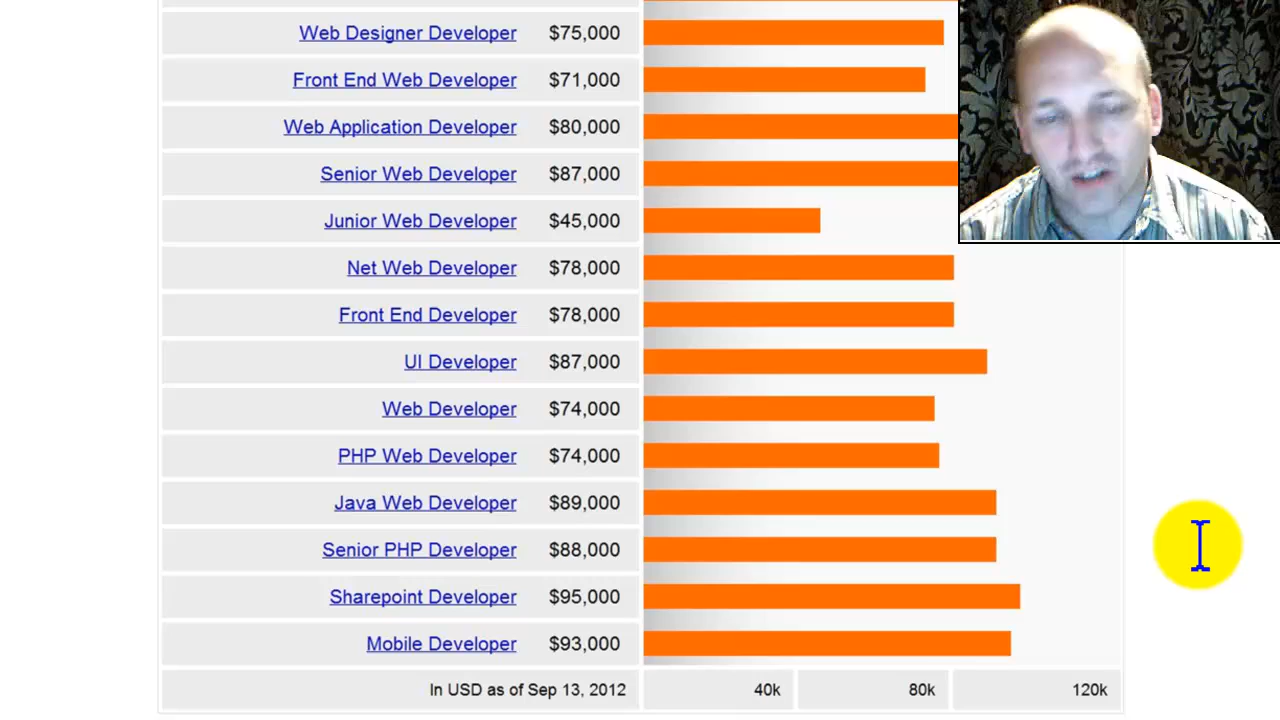 Web Designer Developer $75,000
Front End Web Developer $71,000
Web Application Developer $80,000
Senior Web Developer $87,000
Junior Web Developer $45,000
Net Web Developer $78,000
Front End Developer $78,000
UI Developer $87,000
Web Developer $74,000
PHP Web Developer $74,000
Java Web Developer $89,000
Senior PHP Developer $88,000
Sharepoint Developer $95,000
Mobile Developer $93,000
In USD as of Sep 13, 2012 40k 80k 120k